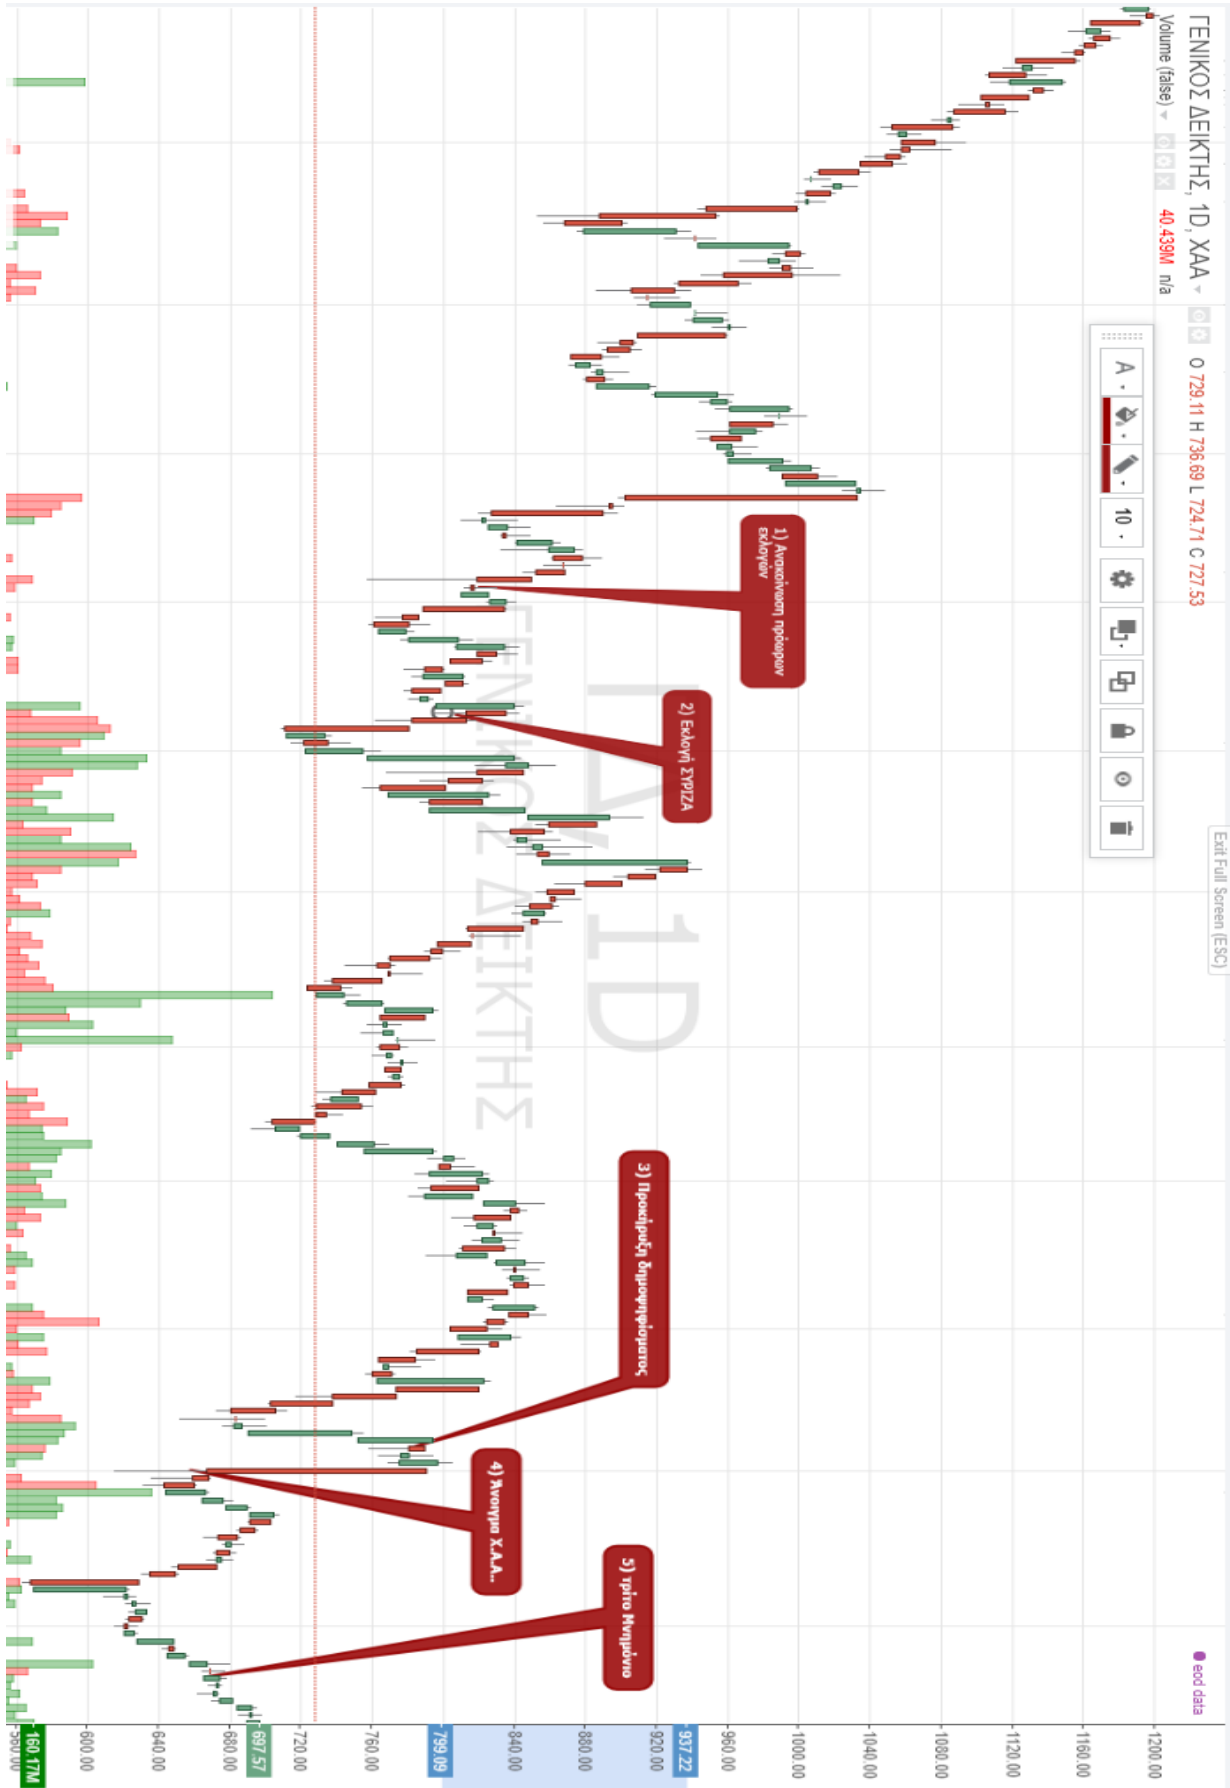 ΓΕΝΙΚΟΣ ΔΕΙΚΤΗΣ, 1D, ΧΑΑ O 729.11 H 736.69 L 724.71 C 727.53
Volume (false) 40.439M n/a
A 10
Exit Full Screen (ESC)
1) Ανακοίνωση πρόωρων
εκλογών
2) Εκλογή ΣΥΡΙΖΑ
3) Προκήρυξη δημοψηφίσματος
4) Άνοιγμα Χ.Α.Α..
5) τρίτο Μνημόνιο
1D
ΓΕΝΙΚΟΣ ΔΕΙΚΤΗΣ
eod data
1200.00
1160.00
1120.00
1080.00
1040.00
1000.00
960.00
937.22
920.00
880.00
840.00
799.09
760.00
720.00
697.57
680.00
640.00
600.00
160.17M
560.00